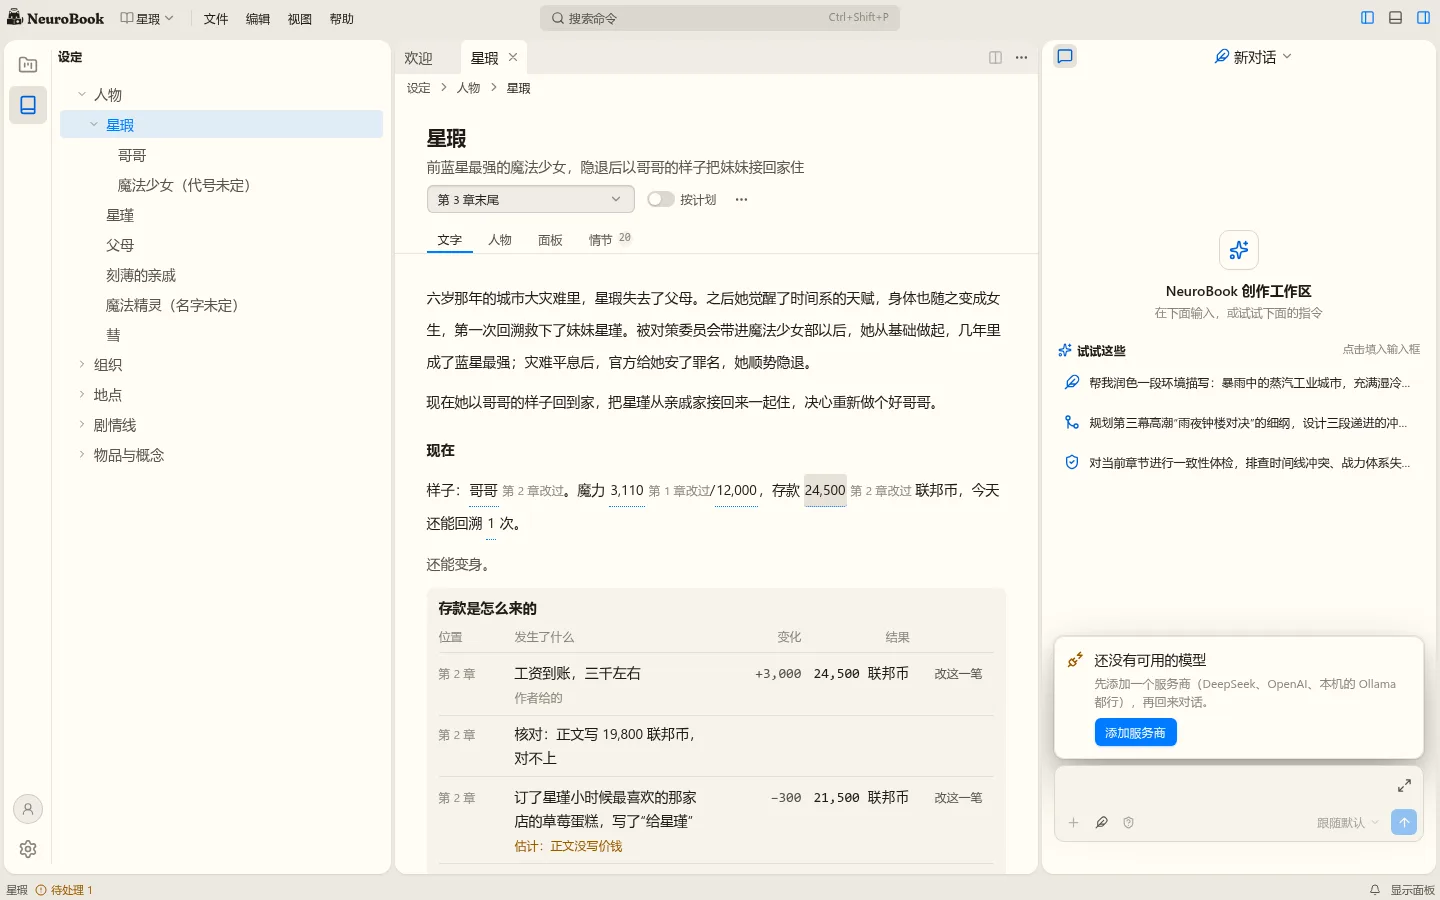 NeuroBook 星瑕 文件 编辑 视图 帮助 搜索命令 Ctrl+Shift+P
设定
人物
星瑕
哥哥
魔法少女（代号未定）
星瑾
父母
刻薄的亲戚
魔法精灵（名字未定）
彗
组织
地点
剧情线
物品与概念
欢迎 星瑕
设定 人物 星瑕
星瑕
前蓝星最强的魔法少女，隐退后以哥哥的样子把妹妹接回家住
第 3 章末尾 按计划
文字 人物 面板 情节 20
六岁那年的城市大灾难里，星瑕失去了父母。之后她觉醒了时间系的天赋，身体也随之变成女
生，第一次回溯救下了妹妹星瑾。被对策委员会带进魔法少女部以后，她从基础做起，几年里
成了蓝星最强；灾难平息后，官方给她安了罪名，她顺势隐退。
现在她以哥哥的样子回到家，把星瑾从亲戚家接回来一起住，决心重新做个好哥哥。
现在
样子：哥哥 第 2 章改过。魔力 3,110 第 1 章改过/12,000，存款 24,500 第 2 章改过 联邦币，今天
还能回溯 1 次。
还能变身。
存款是怎么来的
位置 发生了什么 变化 结果
第 2 章 工资到账，三千左右 +3,000 24,500 联邦币 改这一笔
作者给的
第 2 章 核对：正文写 19,800 联邦币，
对不上
第 2 章 订了星瑾小时候最喜欢的那家 −300 21,500 联邦币 改这一笔
店的草莓蛋糕，写了“给星瑾”
估计：正文没写价钱
新对话
NeuroBook 创作工作区
在下面输入，或试试下面的指令
试试这些 点击填入输入框
帮我润色一段环境描写：暴雨中的蒸汽工业城市，充满湿冷...
规划第三幕高潮“雨夜钟楼对决”的细纲，设计三段递进的冲...
对当前章节进行一致性体检，排查时间线冲突、战力体系失...
还没有可用的模型
先添加一个服务商（DeepSeek、OpenAI、本机的 Ollama
都行），再回来对话。
添加服务商
跟随默认
星瑕 待处理 1 显示面板